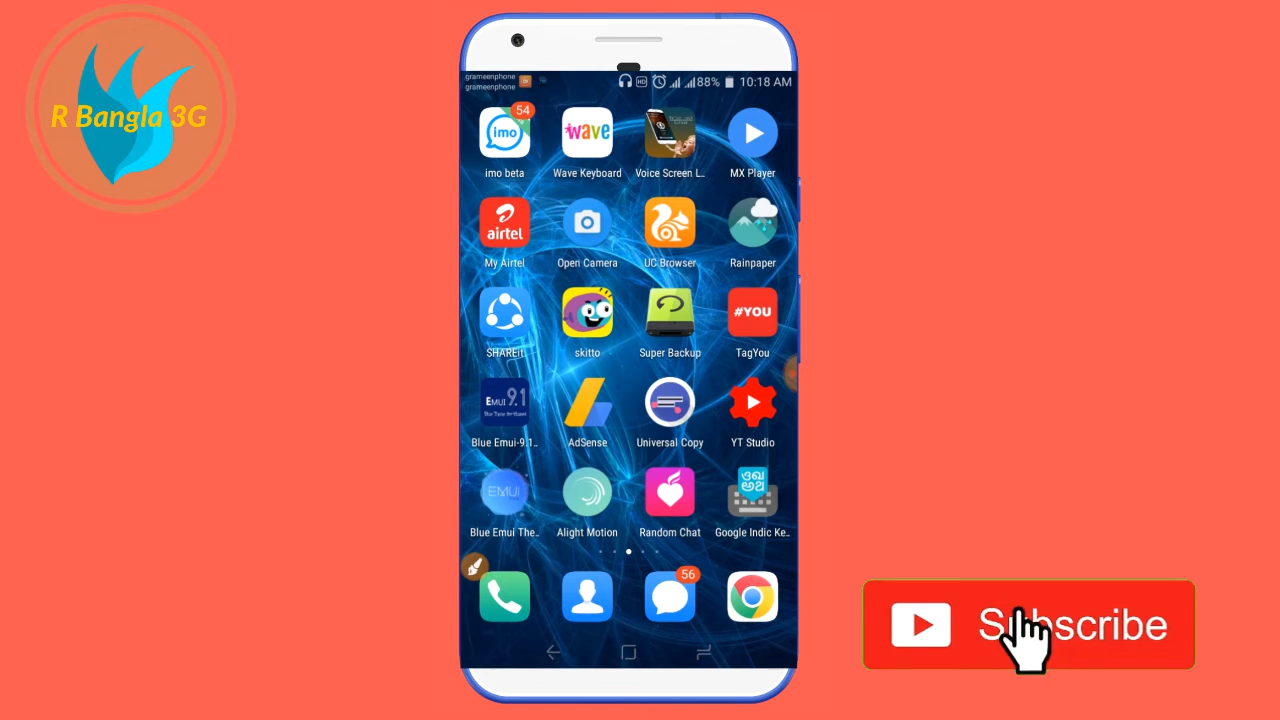 R Bangla 3G
grameenphone
grameenphone
HD
88%
10:18 AM
54
imo
wave
imo beta
Wave Keyboard
Voice Screen L..
MX Player
airtel
My Airtel
Open Camera
UC Browser
Rainpaper
#YOU
SHAREit
skitto
Super Backup
TagYou
EMUI 9.1
Blue Emui-9.1..
AdSense
Universal Copy
YT Studio
EMUI
Blue Emui The..
Alight Motion
Random Chat
Google Indic Ke..
56
Subscribe